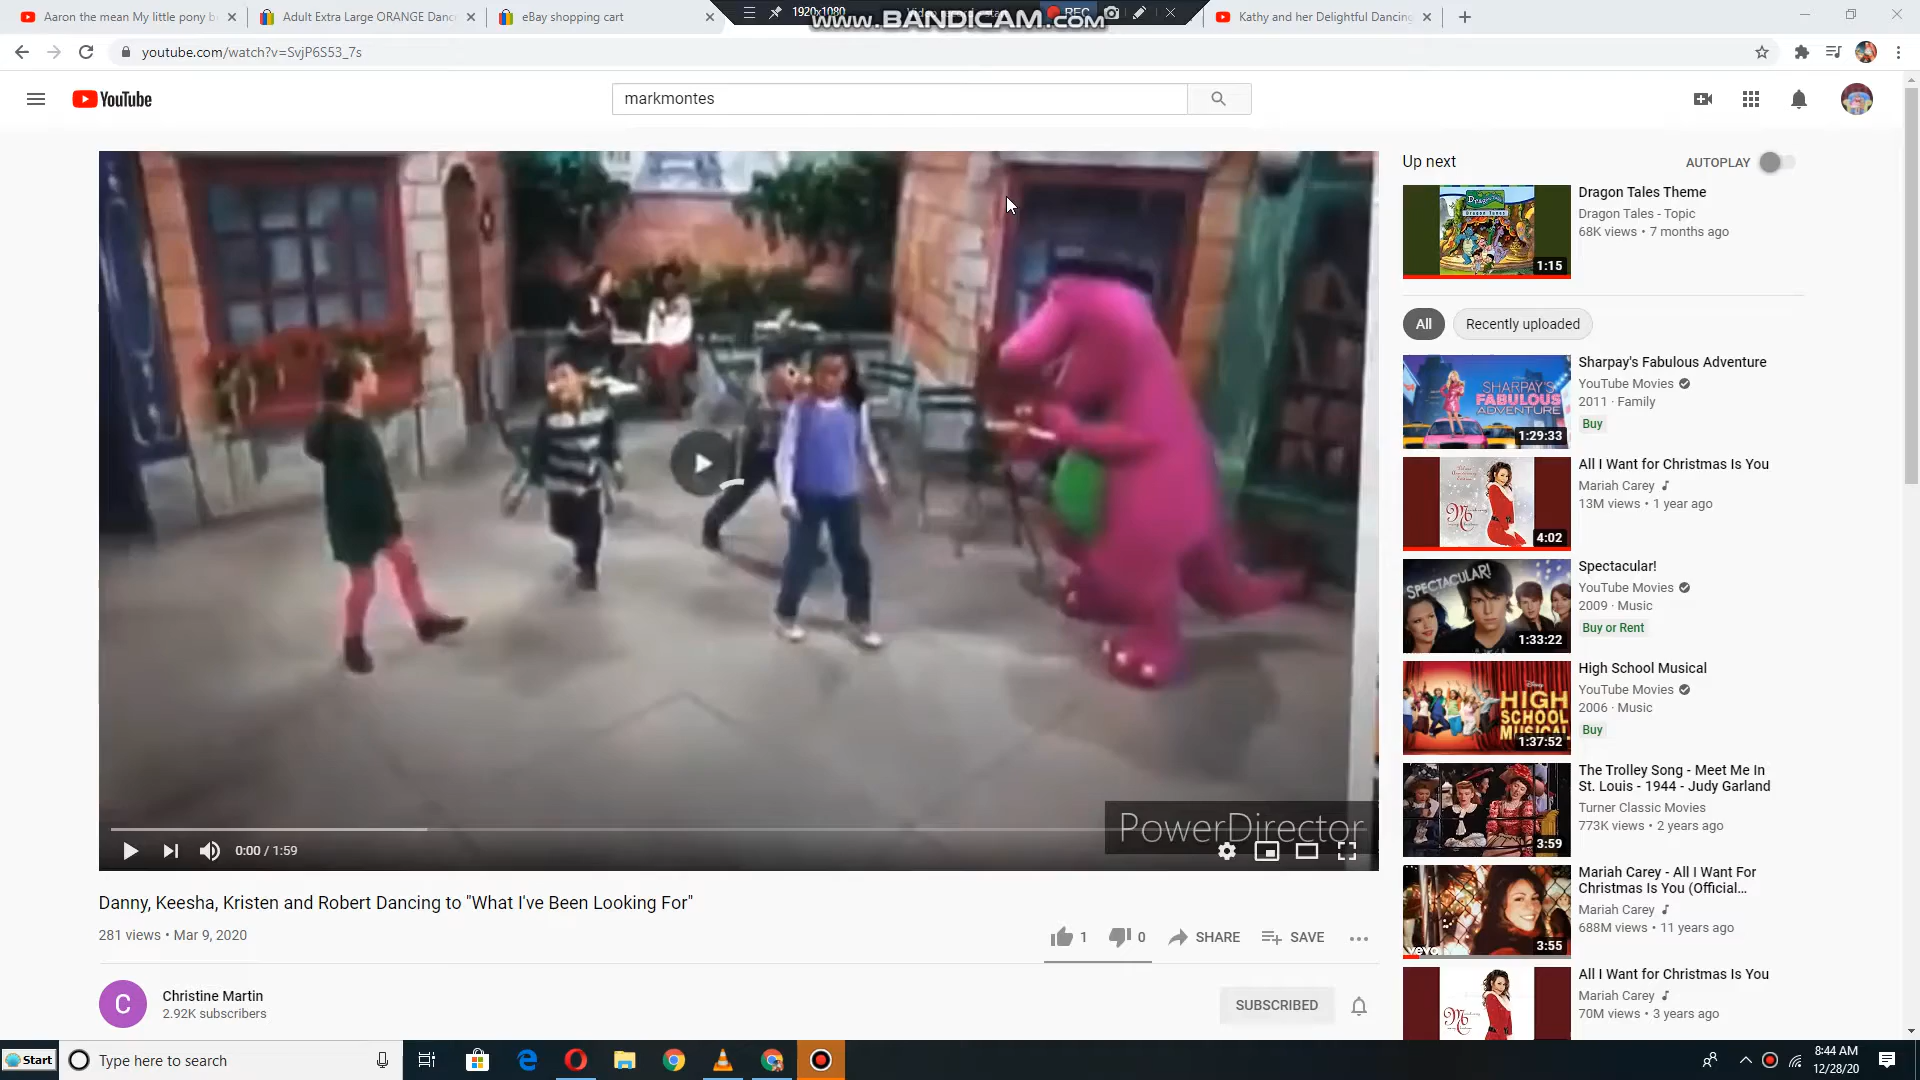 Aaron the mean My little pony b
Adult Extra Large ORANGE Danc
eBay shopping cart
1920x1080
REC
www.BANDICAM.com
Kathy and her Delightful Dancing
youtube.com/watch?v=SvjP6S53_7s
YouTube
markmontes
Up next
AUTOPLAY
Dragon Tales Theme
Dragon Tales - Topic
68K views • 7 months ago
1:15
All
Recently uploaded
Sharpay's Fabulous Adventure
YouTube Movies
2011 · Family
Buy
SHARPAY'S
FABULOUS
ADVENTURE
1:29:33
All I Want for Christmas Is You
Mariah Carey
13M views • 1 year ago
4:02
Spectacular!
YouTube Movies
2009 · Music
Buy or Rent
SPECTACULAR!
1:33:22
High School Musical
YouTube Movies
2006 · Music
Buy
HIGH
SCHOOL
MUSICAL
1:37:52
The Trolley Song - Meet Me In
St. Louis - 1944 - Judy Garland
Turner Classic Movies
773K views • 2 years ago
3:59
Mariah Carey - All I Want For
Christmas Is You (Official...
Mariah Carey
688M views • 11 years ago
vevo
3:55
All I Want for Christmas Is You
Mariah Carey
70M views • 3 years ago
PowerDirector
0:00 / 1:59
Danny, Keesha, Kristen and Robert Dancing to "What I've Been Looking For"
281 views • Mar 9, 2020
1
0
SHARE
SAVE
C
Christine Martin
2.92K subscribers
SUBSCRIBED
Start
Type here to search
8:44 AM
12/28/20